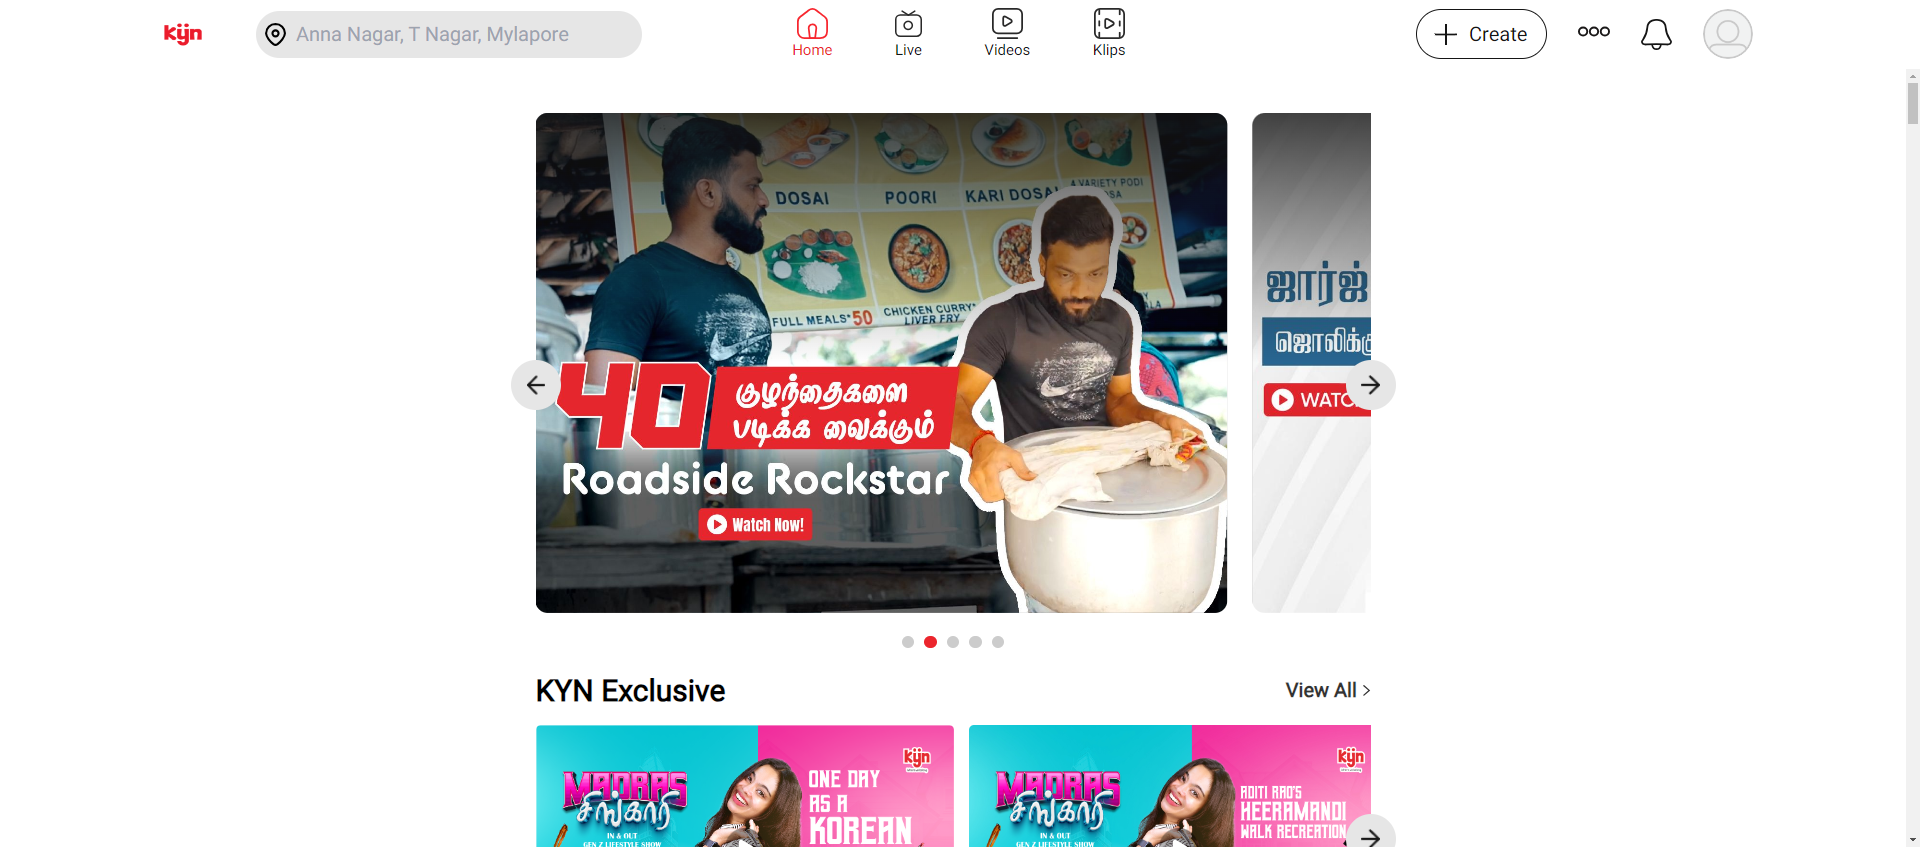 kyn
Anna Nagar, T Nagar, Mylapore
Home
Live
Videos
Klips
Create
DOSAI
POORI
KARI DOSAI
A VARIETY PODI
FULL MEALS*50
CHICKEN CURRY
LIVER FRY
40
குழந்தைகளை
படிக்க வைக்கும்
Roadside Rockstar
Watch Now!
ஜார்ஜ்
ஜொலிக்கு
WATC
KYN Exclusive
View All
kyn
MADRAS
சிங்காரி
IN & OUT
GEN Z LIFESTYLE SHOW
ONE DAY
AS A
KOREAN
kyn
MADRAS
சிங்காரி
IN & OUT
GEN Z LIFESTYLE SHOW
ADITI RAO'S
HEERAMANDI
WALK RECREATION